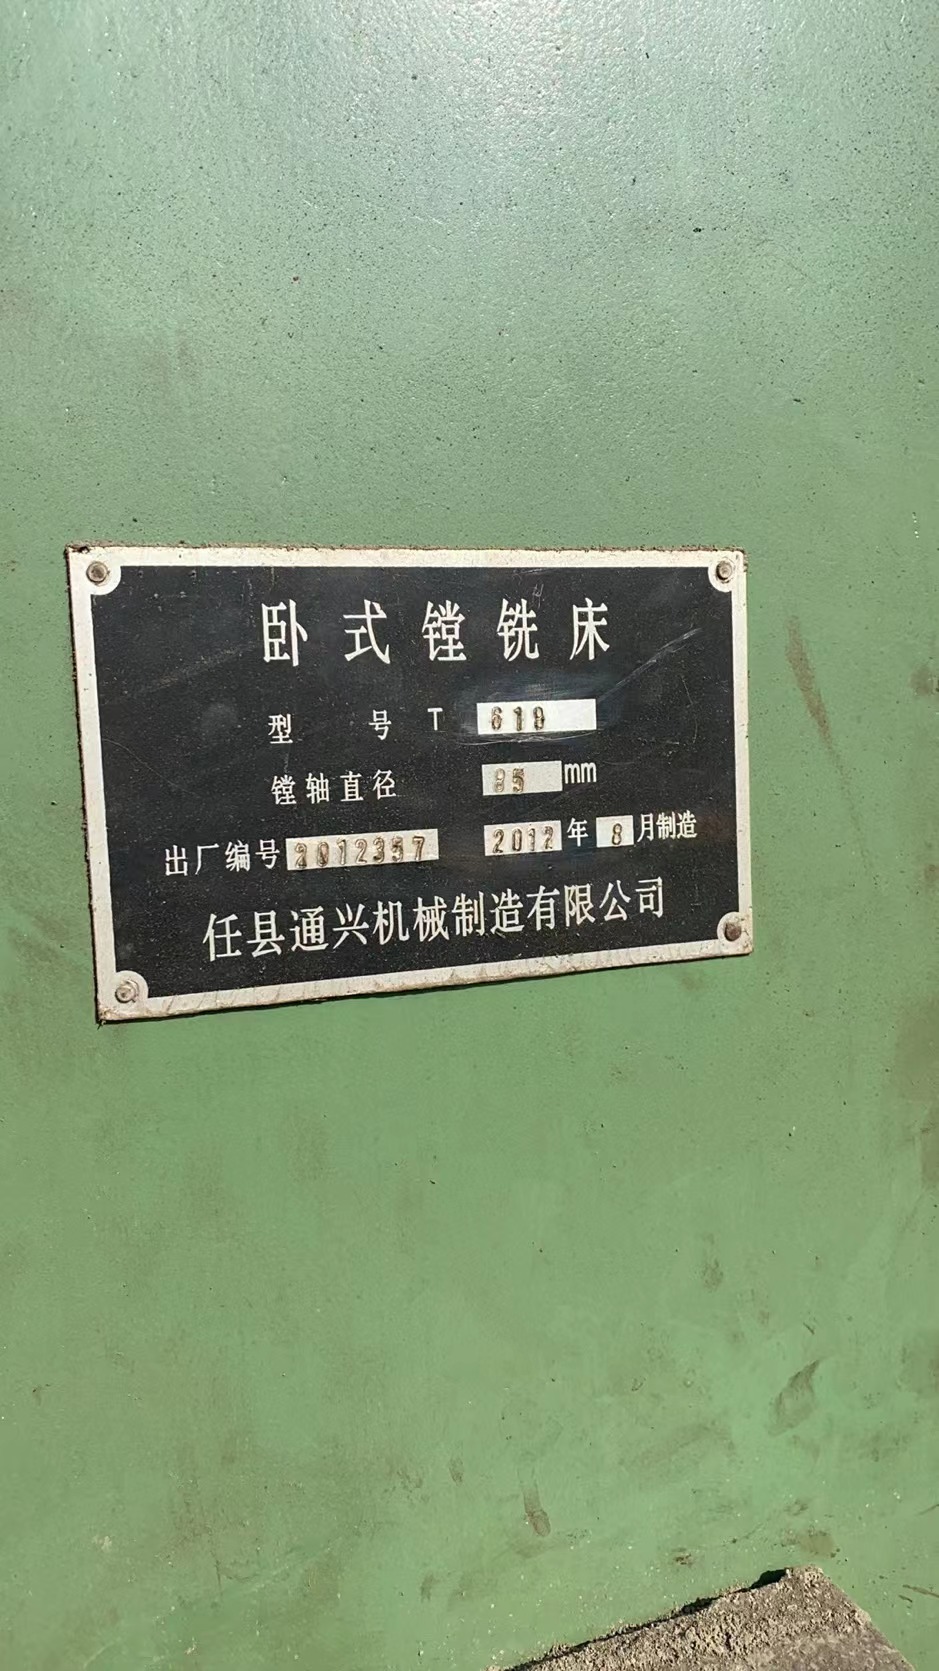 卧式镗铣床
型号 T 619
镗轴直径 85 mm
出厂编号 2012357 2012 年 8 月制造
任县通兴机械制造有限公司